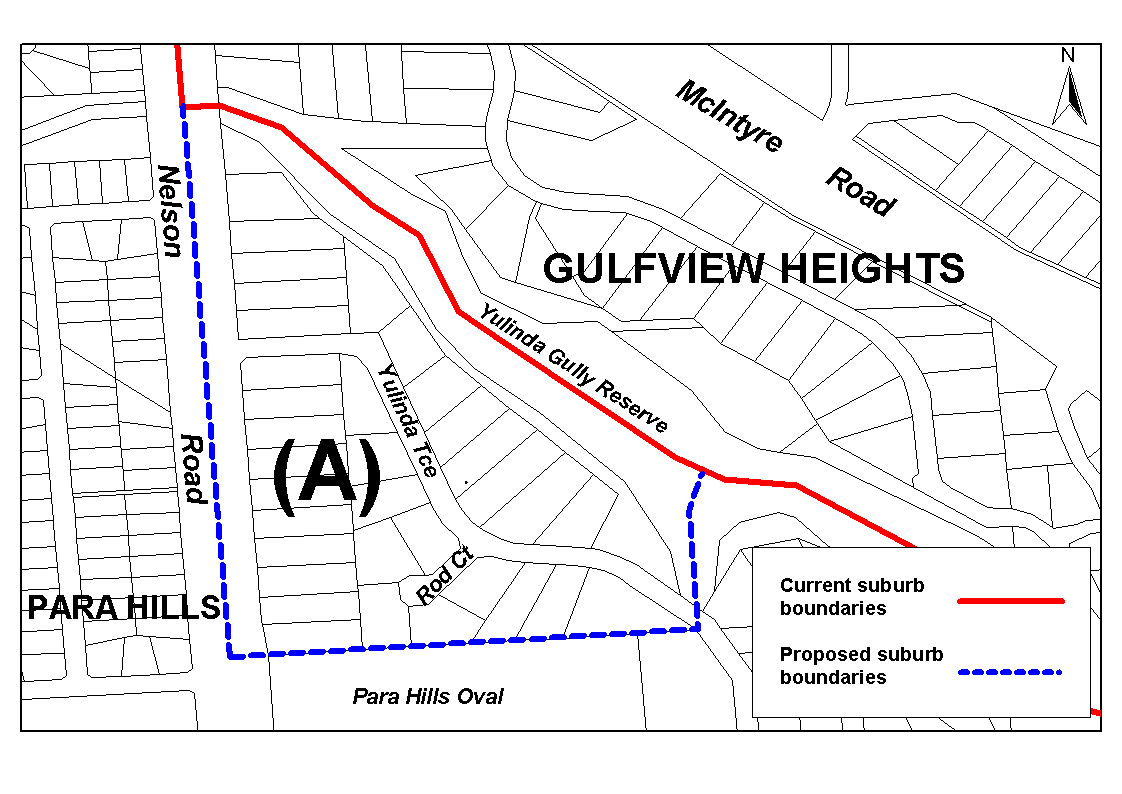 N
McIntyre
Road
Nelson
GULFVIEW HEIGHTS
Yulinda Gully Reserve
Yulinda Tce
(A)
Road
Rod Ct
PARA HILLS
Para Hills Oval
Current suburb
boundaries
Proposed suburb
boundaries